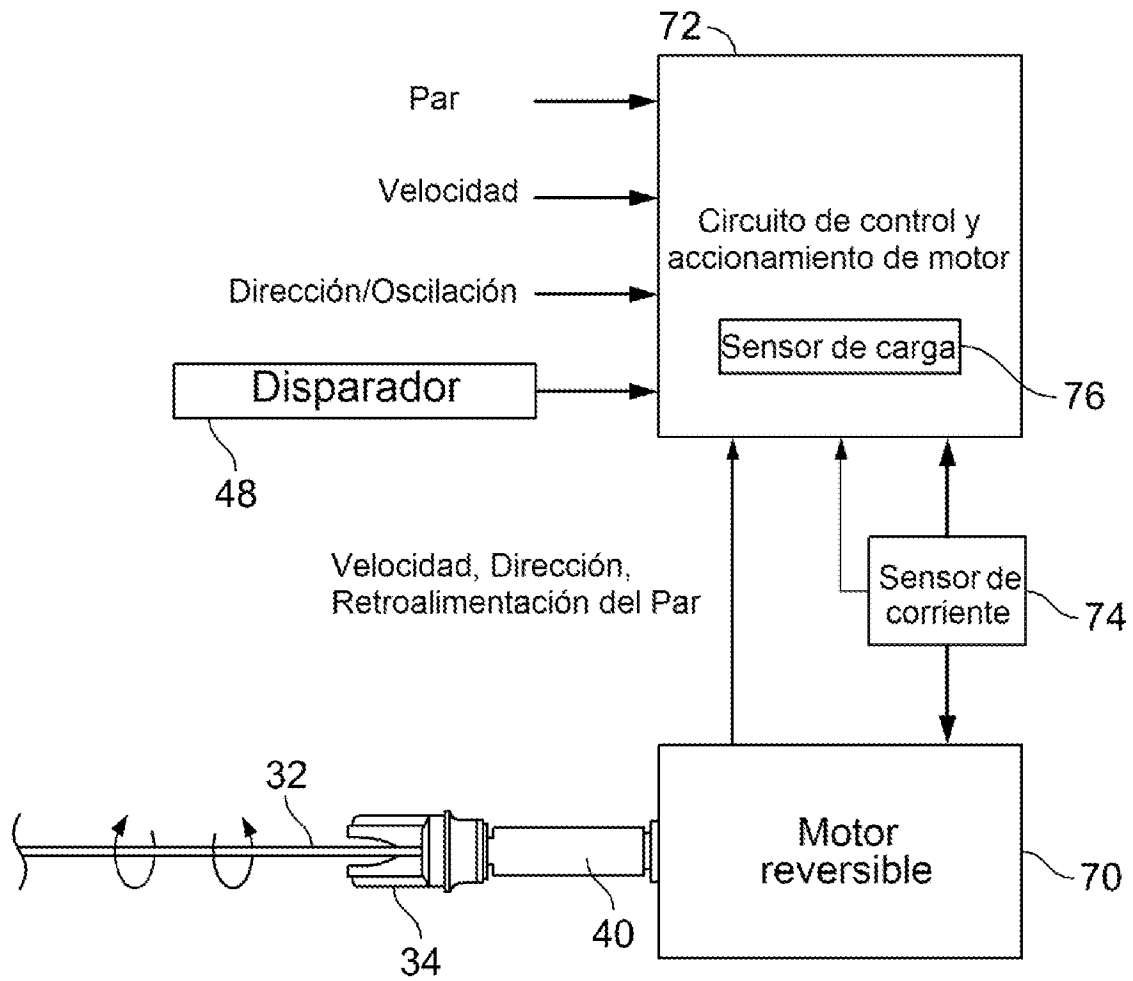 72
Par
Velocidad
Circuito de control y
accionamiento de motor
Dirección/Oscilación
Sensor de carga
Disparador
76
48
Velocidad, Dirección,
Retroalimentación del Par
Sensor de
corriente
74
32
Motor
reversible
70
40
34